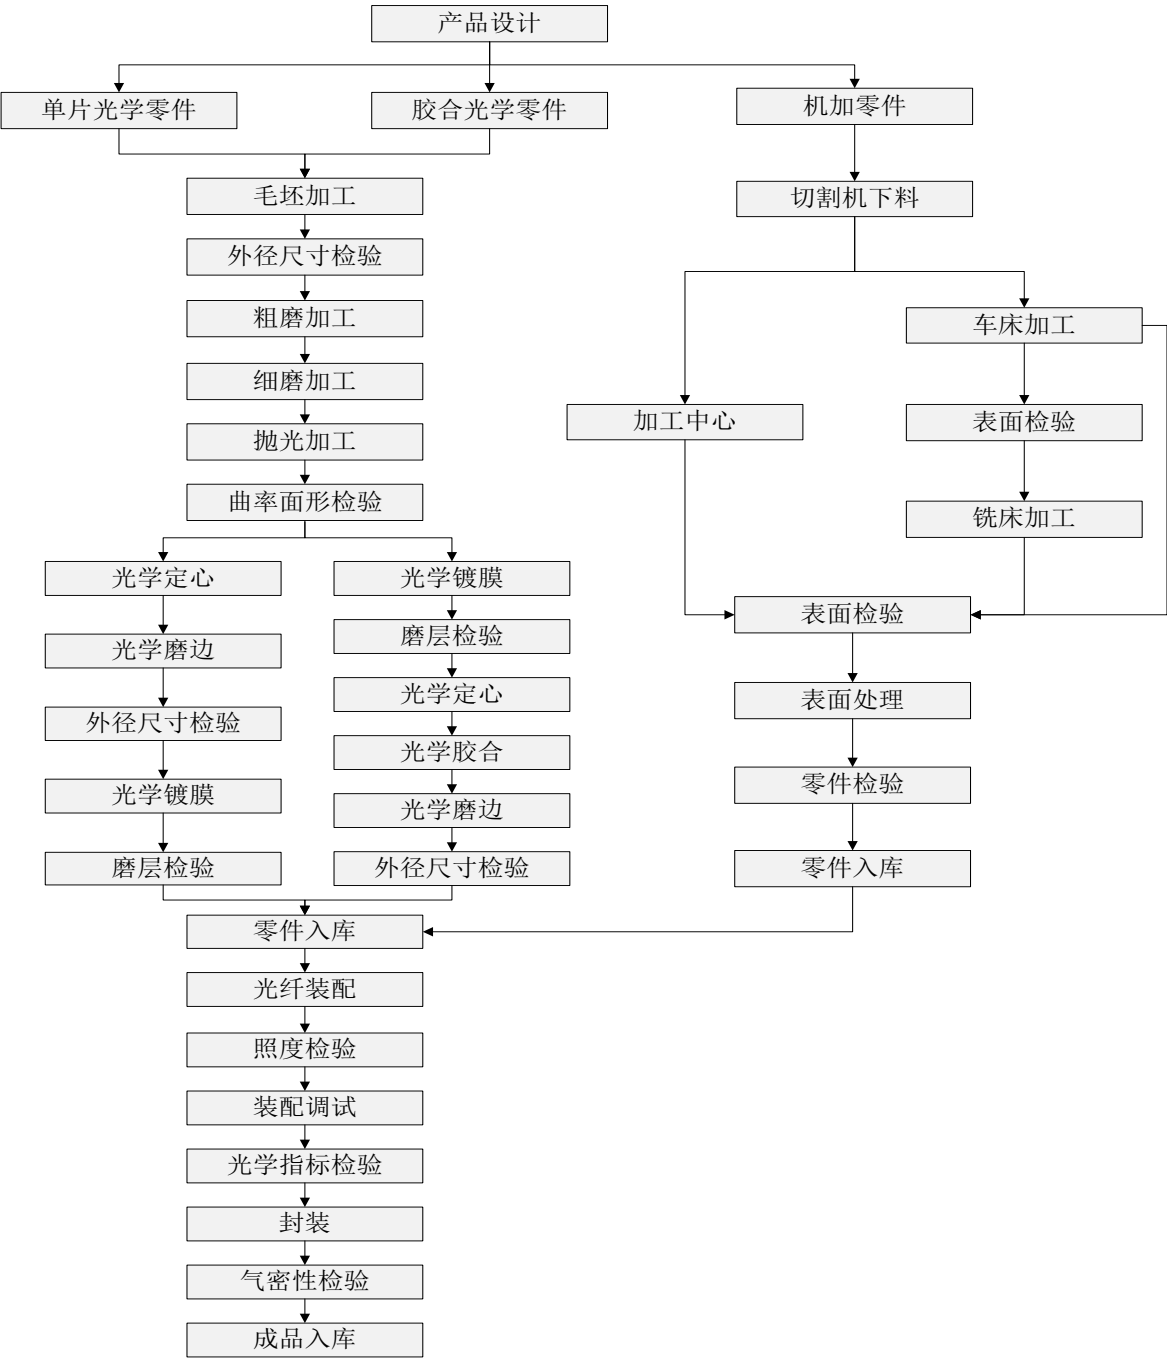 产品设计
单片光学零件
胶合光学零件
机加零件
毛坯加工
切割机下料
外径尺寸检验
粗磨加工
车床加工
细磨加工
加工中心
表面检验
抛光加工
曲率面形检验
铣床加工
光学定心
光学镀膜
表面检验
光学磨边
磨层检验
光学定心
表面处理
外径尺寸检验
光学胶合
光学镀膜
零件检验
光学磨边
磨层检验
外径尺寸检验
零件入库
零件入库
光纤装配
照度检验
装配调试
光学指标检验
封装
气密性检验
成品入库